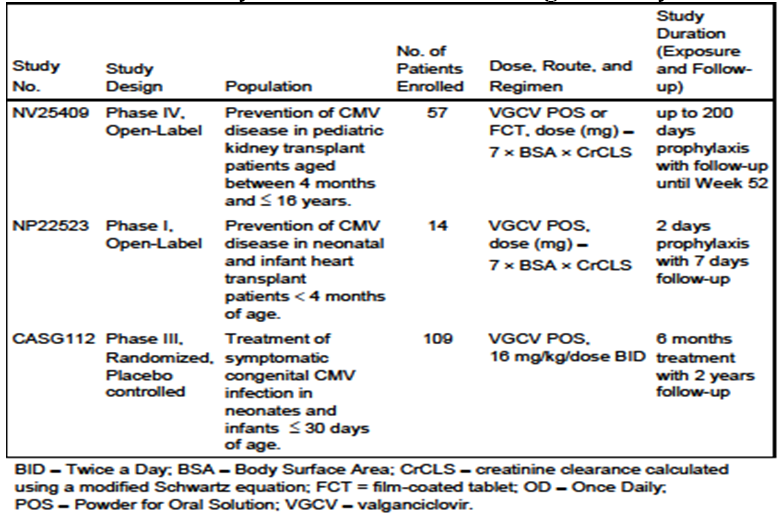 Study No.
Study Design
Population
No. of Patients Enrolled
Dose, Route, and Regimen
Study Duration (Exposure and Follow-up)
NV25409
Phase IV,
Open-Label
Prevention of CMV
disease in pediatric
kidney transplant
patients aged
between 4 months
and ≤ 16 years.
57
VGCV POS or
FCT, dose (mg) –
7 × BSA × CrCLS
up to 200
days
prophylaxis
with follow-up
until Week 52
NP22523
Phase I,
Open-Label
Prevention of CMV
disease in neonatal
and infant heart
transplant
patients < 4 months
of age.
14
VGCV POS,
dose (mg) –
7 × BSA × CrCLS
2 days
prophylaxis
with 7 days
follow-up
CASG112
Phase III,
Randomized,
Placebo
controlled
Treatment of
symptomatic
congenital CMV
infection in
neonates and
infants ≤ 30 days
of age.
109
VGCV POS,
16 mg/kg/dose BID
6 months
treatment
with 2 years
follow-up
BID – Twice a Day; BSA – Body Surface Area; CrCLS – creatinine clearance calculated
using a modified Schwartz equation; FCT = film-coated tablet; OD – Once Daily;
POS – Powder for Oral Solution; VGCV – valganciclovir.